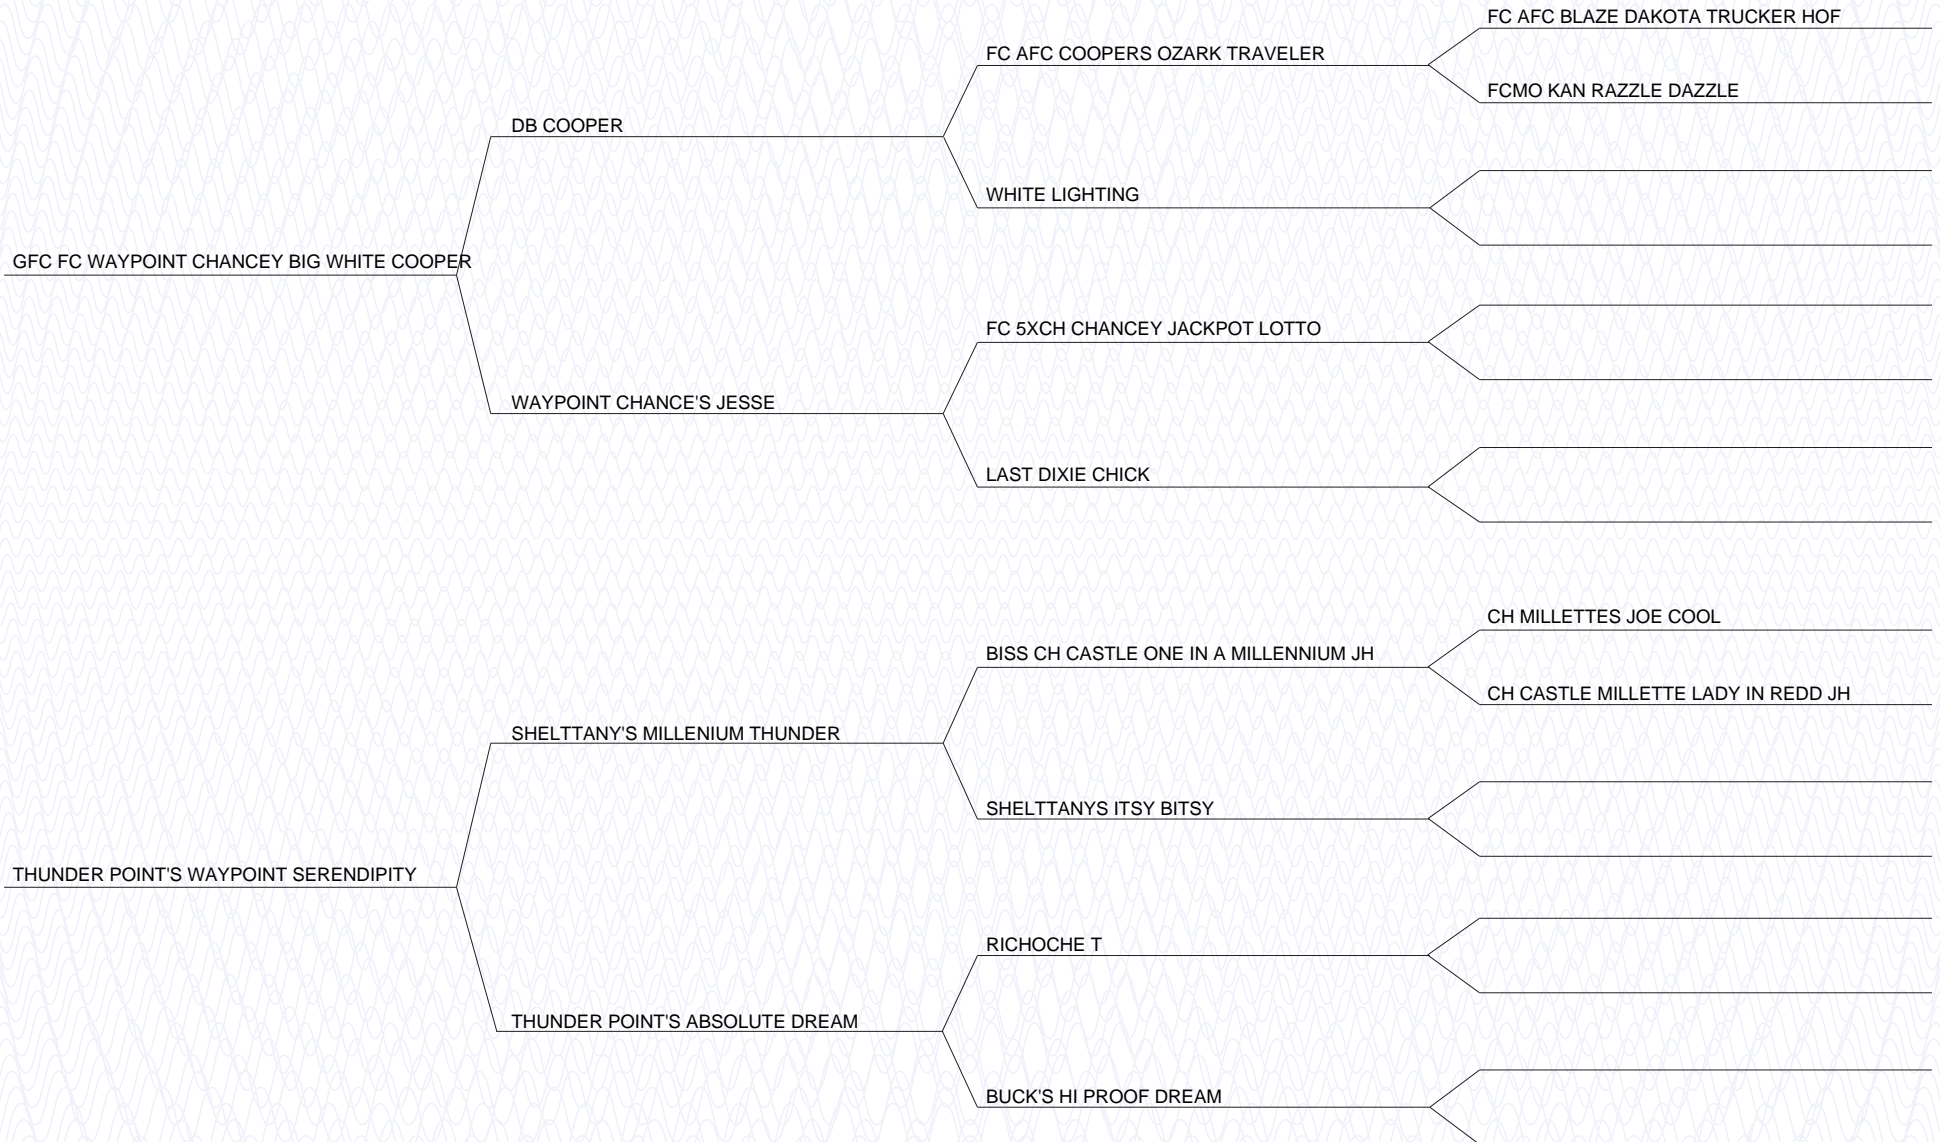 FC AFC BLAZE DAKOTA TRUCKER HOF
FC AFC COOPERS OZARK TRAVELER
FCMO KAN RAZZLE DAZZLE
DB COOPER
WHITE LIGHTING
GFC FC WAYPOINT CHANCEY BIG WHITE COOPER
FC 5XCH CHANCEY JACKPOT LOTTO
WAYPOINT CHANCE'S JESSE
LAST DIXIE CHICK
CH MILLETTES JOE COOL
BISS CH CASTLE ONE IN A MILLENNIUM JH
CH CASTLE MILLETTE LADY IN REDD JH
SHELTTANY'S MILLENIUM THUNDER
SHELTTANYS ITSY BITSY
THUNDER POINT'S WAYPOINT SERENDIPITY
RICHOCHE T
THUNDER POINT'S ABSOLUTE DREAM
BUCK'S HI PROOF DREAM